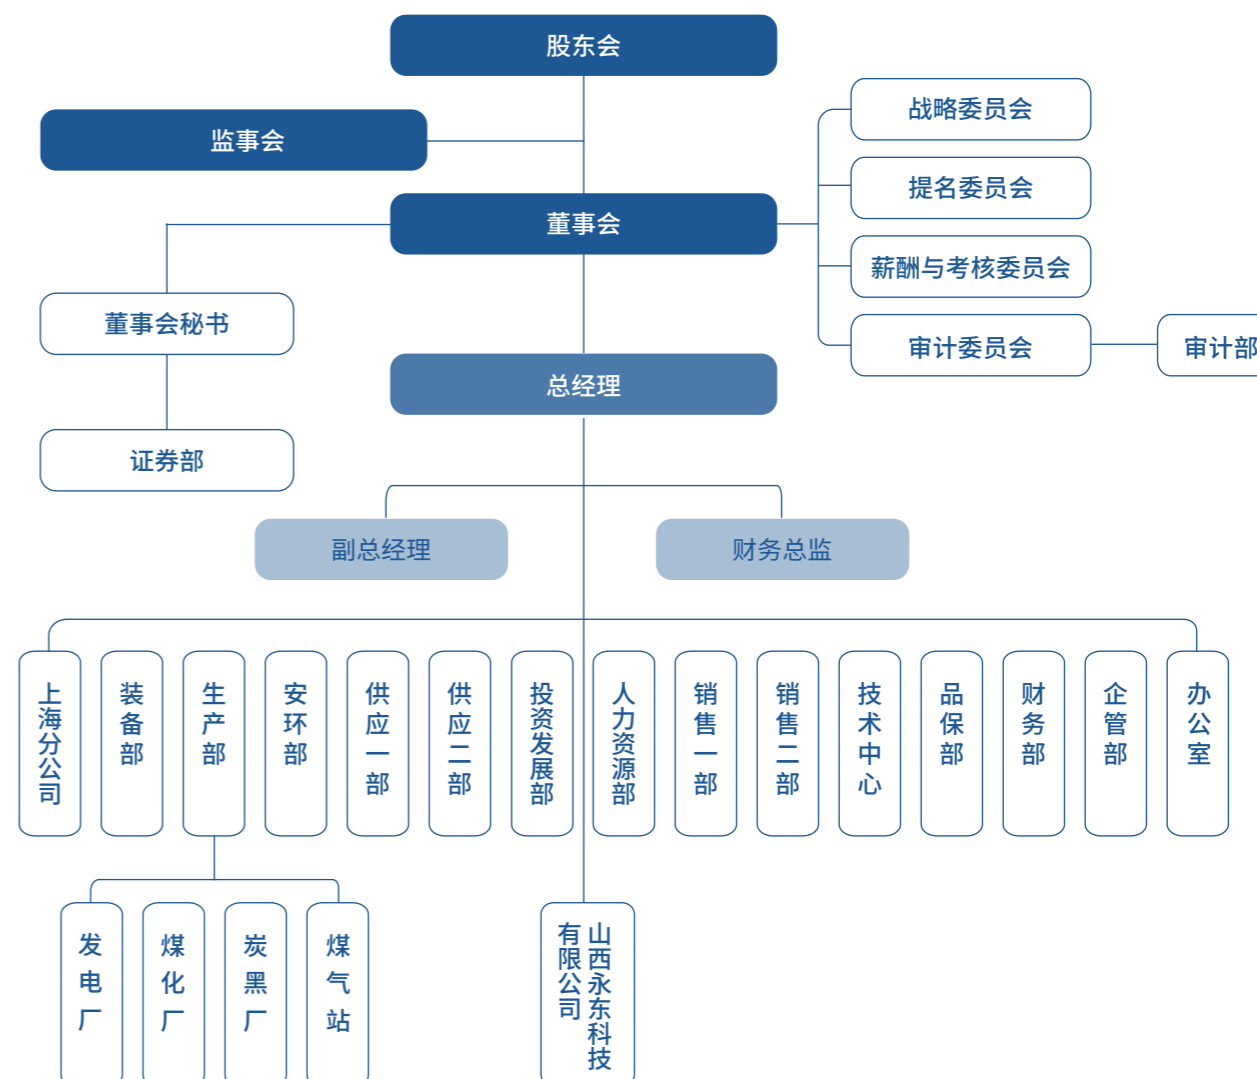 股东会
监事会
战略委员会
提名委员会
董事会
薪酬与考核委员会
董事会秘书
审计委员会
审计部
总经理
证券部
副总经理
财务总监
上海分公司
装备部
生产部
安环部
供应一部
供应二部
投资发展部
人力资源部
销售一部
销售二部
技术中心
品保部
财务部
企管部
办公室
发电厂
煤化厂
炭黑厂
煤气站
山西永东科技
有限公司